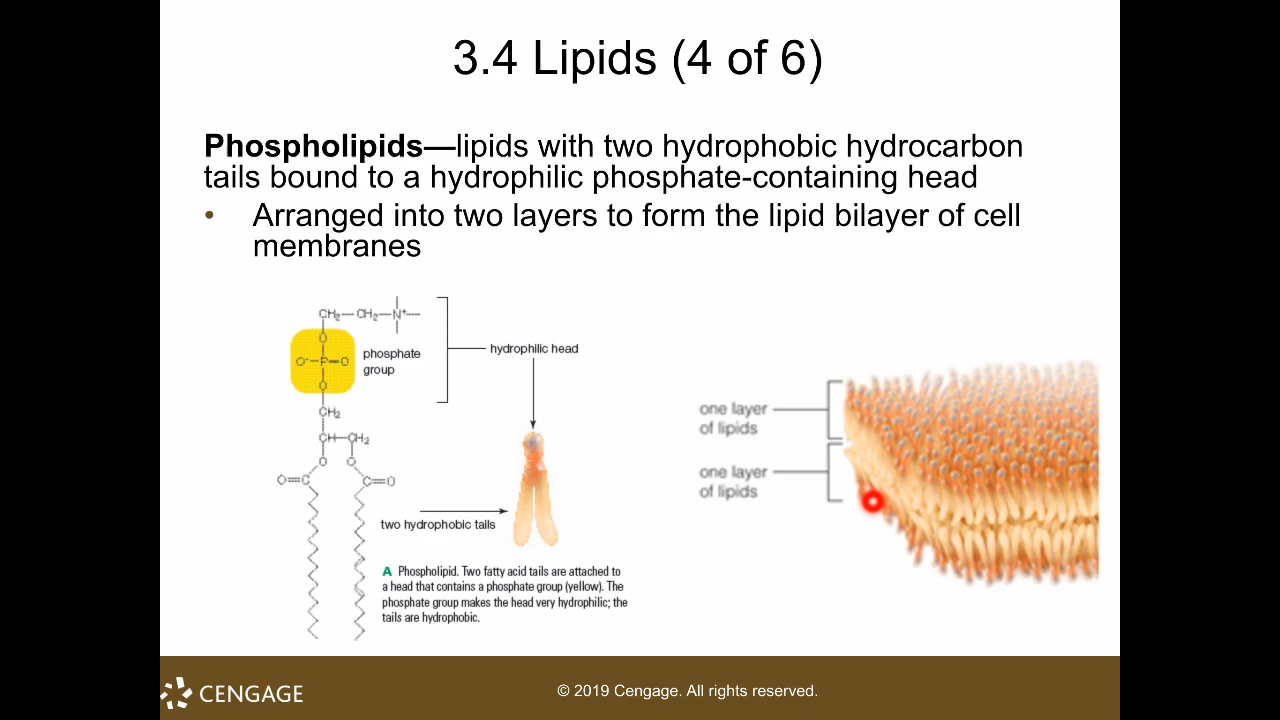 3.4 Lipids (4 of 6)
Phospholipids—lipids with two hydrophobic hydrocarbon
tails bound to a hydrophilic phosphate-containing head
• Arranged into two layers to form the lipid bilayer of cell
membranes
CH₂—CH₂—N⁺—
O
O⁻—P=O
O
phosphate
group
hydrophilic head
CH₂
CH—CH₂
O O
O=C C=O
two hydrophobic tails
A Phospholipid. Two fatty acid tails are attached to
a head that contains a phosphate group (yellow). The
phosphate group makes the head very hydrophilic; the
tails are hydrophobic.
one layer
of lipids
one layer
of lipids
CENGAGE
© 2019 Cengage. All rights reserved.